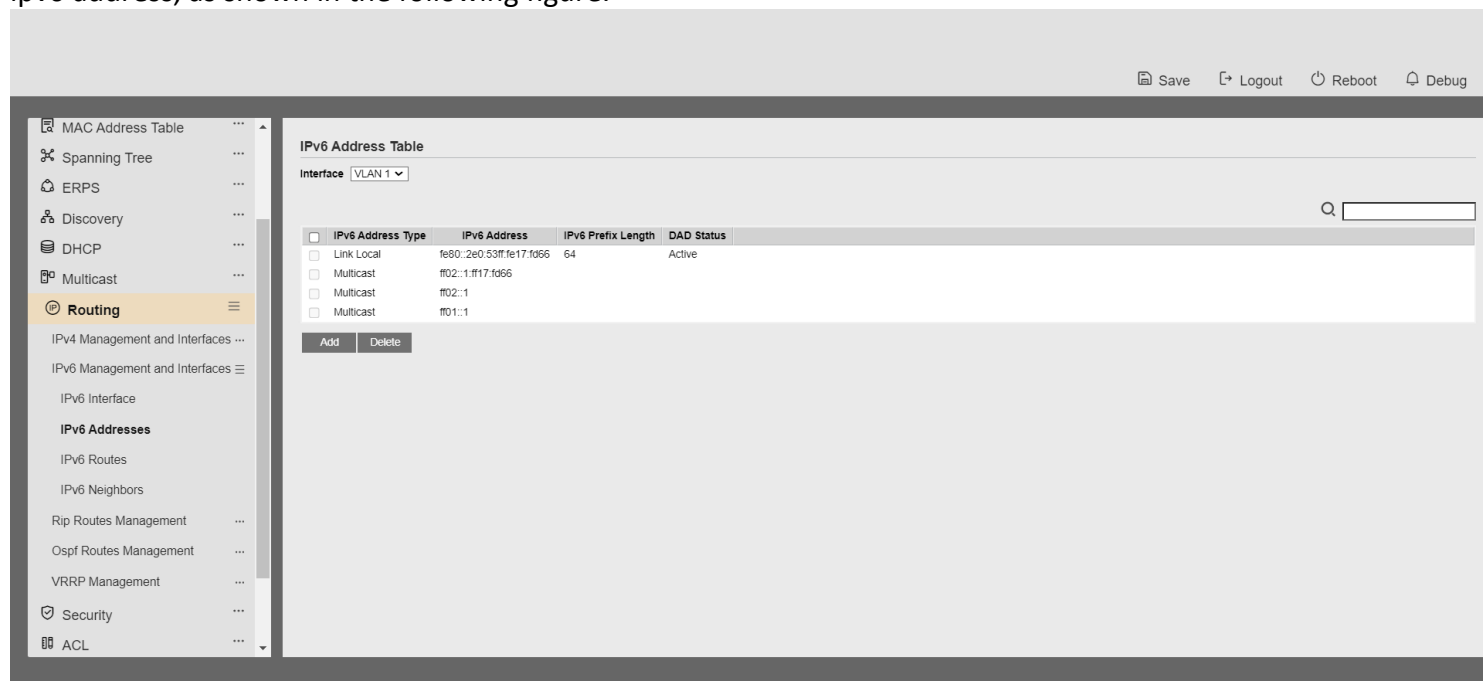 ipv6 address, as shown in the following figure.
Save Logout Reboot Debug
MAC Address Table ...
Spanning Tree ...
ERPS ...
Discovery ...
DHCP ...
Multicast ...
Routing
IPv4 Management and Interfaces ...
IPv6 Management and Interfaces
IPv6 Interface
IPv6 Addresses
IPv6 Routes
IPv6 Neighbors
Rip Routes Management ...
Ospf Routes Management ...
VRRP Management ...
Security ...
ACL ...
IPv6 Address Table
Interface VLAN 1
IPv6 Address Type IPv6 Address IPv6 Prefix Length DAD Status
Link Local fe80::2e0:53ff:fe17:fd66 64 Active
Multicast ff02::1:ff17:fd66
Multicast ff02::1
Multicast ff01::1
Add Delete